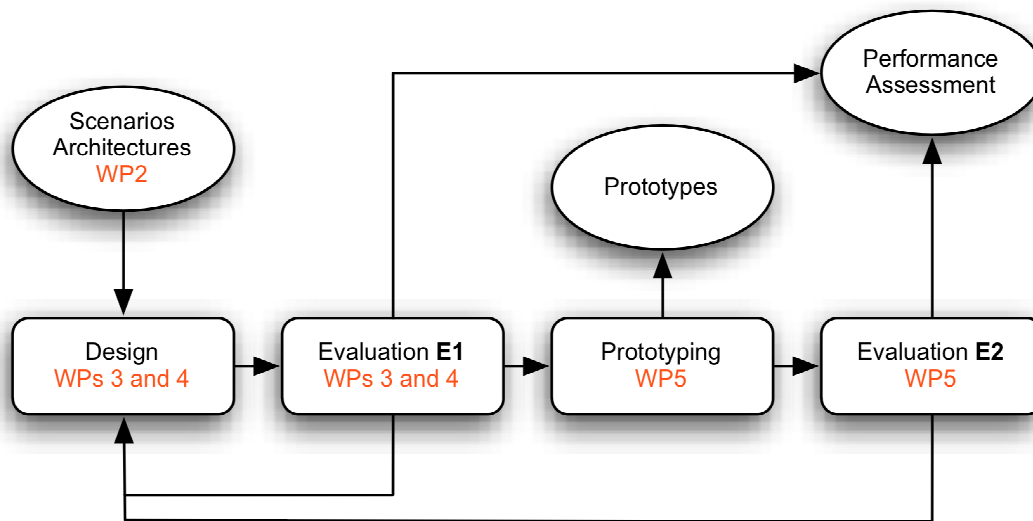 Performance
Assessment
Scenarios
Architectures
WP2
Prototypes
Design
WPs 3 and 4
Evaluation E1
WPs 3 and 4
Prototyping
WP5
Evaluation E2
WP5